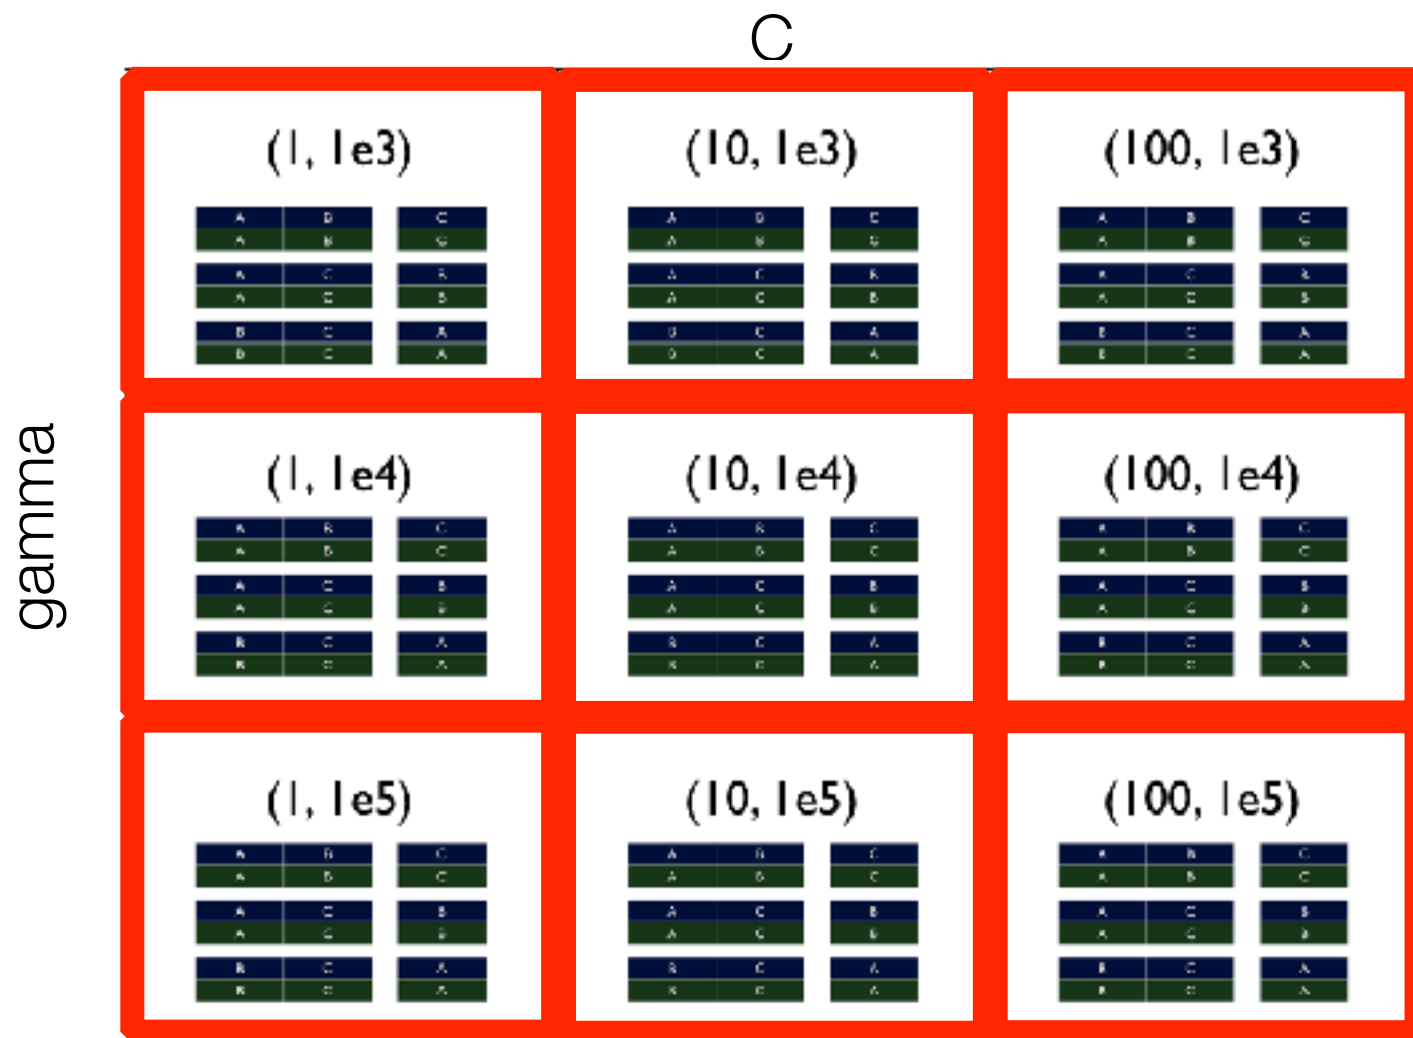 C
gamma
(1, 1e3)
A B C
A B C
A C B
A C B
B C A
B C A
(10, 1e3)
A B C
A B C
A C B
A C B
B C A
B C A
(100, 1e3)
A B C
A B C
A C B
A C B
B C A
B C A
(1, 1e4)
A B C
A B C
A C B
A C B
B C A
B C A
(10, 1e4)
A B C
A B C
A C B
A C B
B C A
B C A
(100, 1e4)
A B C
A B C
A C B
A C B
B C A
B C A
(1, 1e5)
A B C
A B C
A C B
A C B
B C A
B C A
(10, 1e5)
A B C
A B C
A C B
A C B
B C A
B C A
(100, 1e5)
A B C
A B C
A C B
A C B
B C A
B C A